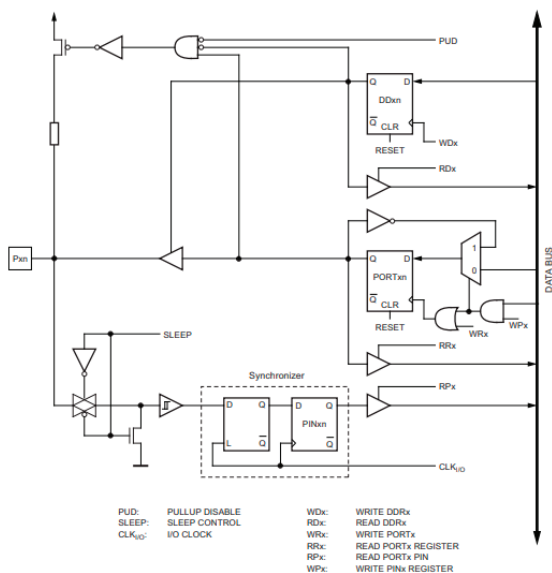 PUD
Q D
DDxn
Q CLR
WDx
RESET
RDx
1
Pxn
Q D
PORTxn
0
Q CLR
RESET
WRx
WPx
DATA BUS
SLEEP
RRx
Synchronizer
RPx
D Q
D Q
PINxn
L Q
Q
CLK I/O
PUD: PULLUP DISABLE
SLEEP: SLEEP CONTROL
CLK I/O: I/O CLOCK
WDx: WRITE DDRx
RDx: READ DDRx
WRx: WRITE PORTx
RRx: READ PORTx REGISTER
RPx: READ PORTx PIN
WPx: WRITE PINx REGISTER